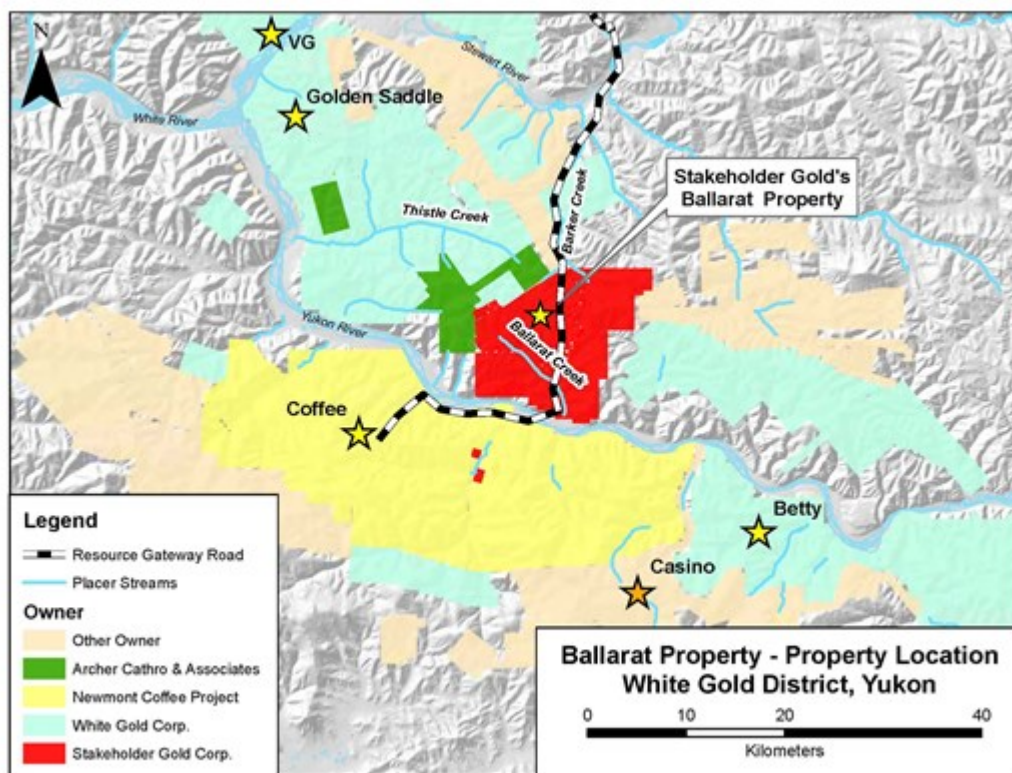 N
VG
Golden Saddle
White River
Stewart River
Stakeholder Gold's
Ballarat Property
Thistle Creek
Barker Creek
Yukon River
Ballarat Creek
Coffee
Betty
Casino
Legend
Resource Gateway Road
Placer Streams
Owner
Other Owner
Archer Cathro & Associates
Newmont Coffee Project
White Gold Corp.
Stakeholder Gold Corp.
Ballarat Property - Property Location
White Gold District, Yukon
0 10 20 40
Kilometers